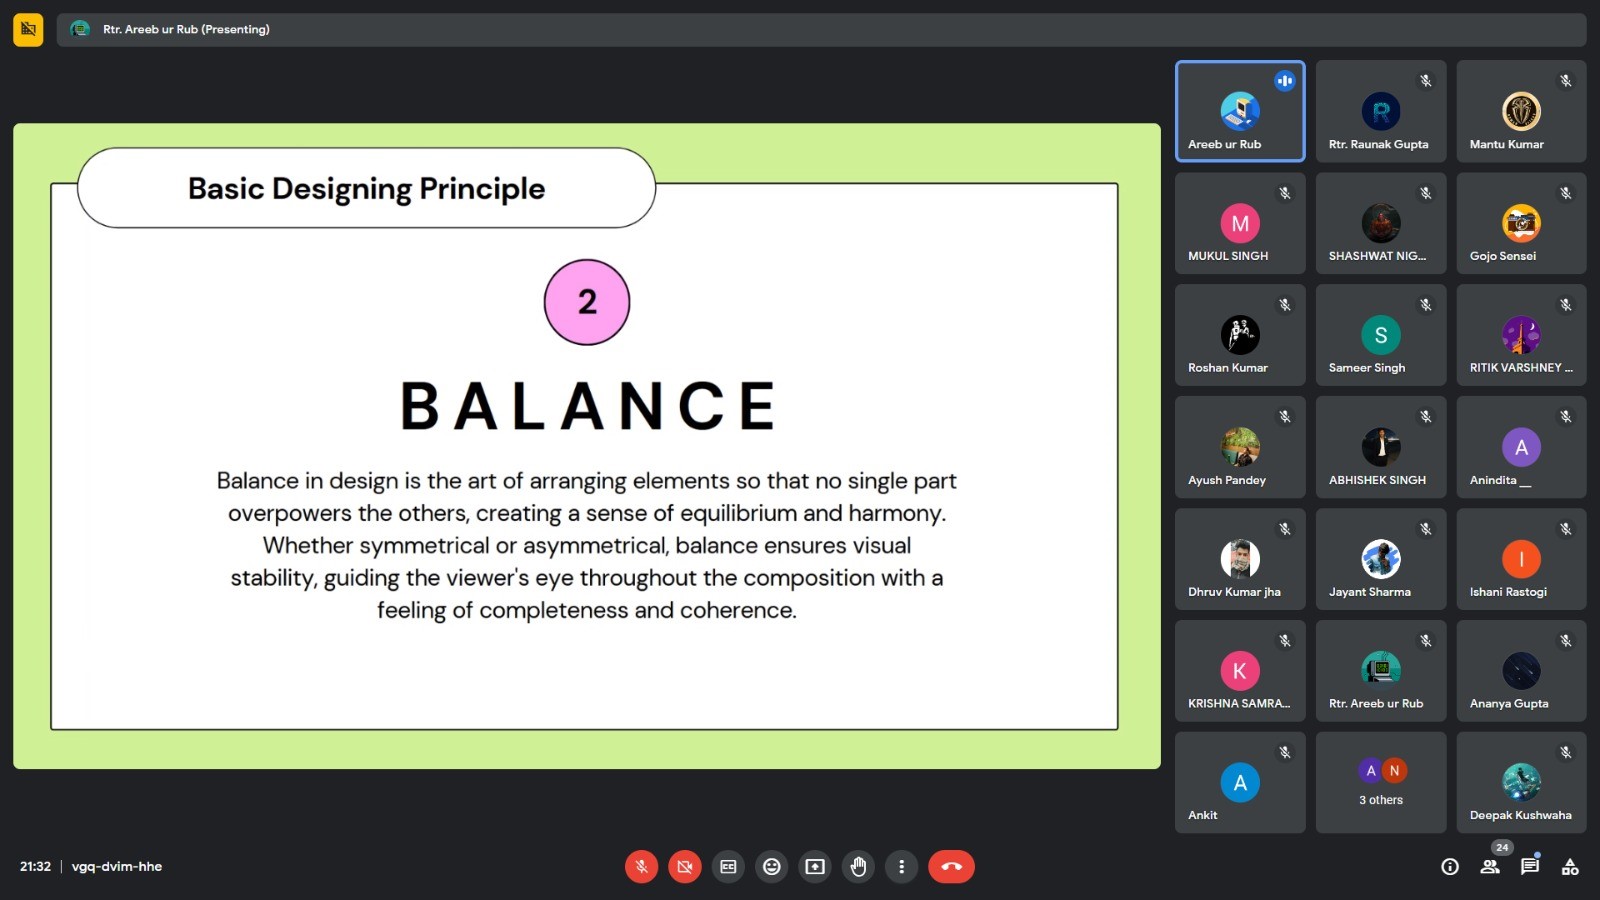 Rtr. Areeb ur Rub (Presenting)
Basic Designing Principle
2
BALANCE
Balance in design is the art of arranging elements so that no single part
overpowers the others, creating a sense of equilibrium and harmony.
Whether symmetrical or asymmetrical, balance ensures visual
stability, guiding the viewer's eye throughout the composition with a
feeling of completeness and coherence.
Areeb ur Rub
R
Rtr. Raunak Gupta
Mantu Kumar
M
MUKUL SINGH
SHASHWAT NIG...
Gojo Sensei
Roshan Kumar
S
Sameer Singh
RITIK VARSHNEY ...
Ayush Pandey
ABHISHEK SINGH
A
Anindita __
Dhruv Kumar jha
Jayant Sharma
I
Ishani Rastogi
K
KRISHNA SAMRA...
Rtr. Areeb ur Rub
Ananya Gupta
A
Ankit
A N
3 others
Deepak Kushwaha
21:32 | vgq-dvim-hhe
24